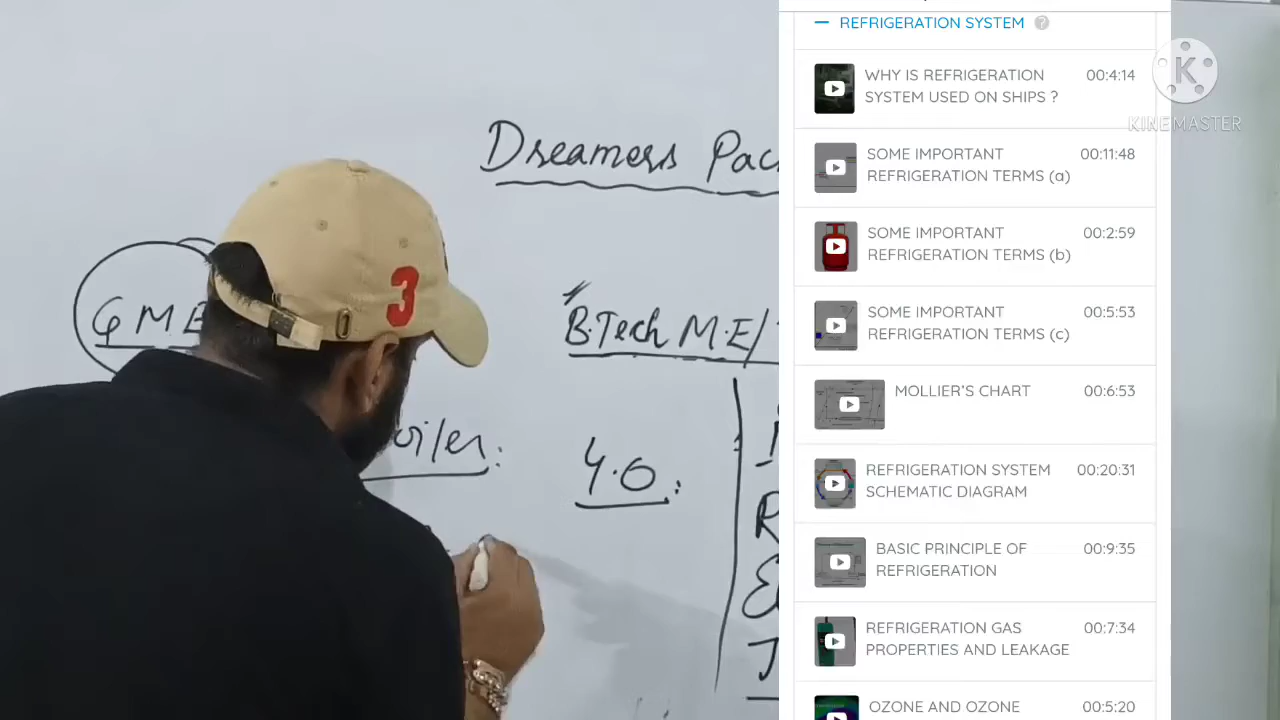 Dreamers Pac
GME
B.Tech M.E/
oiler:
4.0:
3
REFRIGERATION SYSTEM ?
WHY IS REFRIGERATION 00:4:14
SYSTEM USED ON SHIPS ?
SOME IMPORTANT 00:11:48
REFRIGERATION TERMS (a)
SOME IMPORTANT 00:2:59
REFRIGERATION TERMS (b)
SOME IMPORTANT 00:5:53
REFRIGERATION TERMS (c)
MOLLIER'S CHART 00:6:53
REFRIGERATION SYSTEM 00:20:31
SCHEMATIC DIAGRAM
BASIC PRINCIPLE OF 00:9:35
REFRIGERATION
REFRIGERATION GAS 00:7:34
PROPERTIES AND LEAKAGE
OZONE AND OZONE 00:5:20
K
KINEMASTER